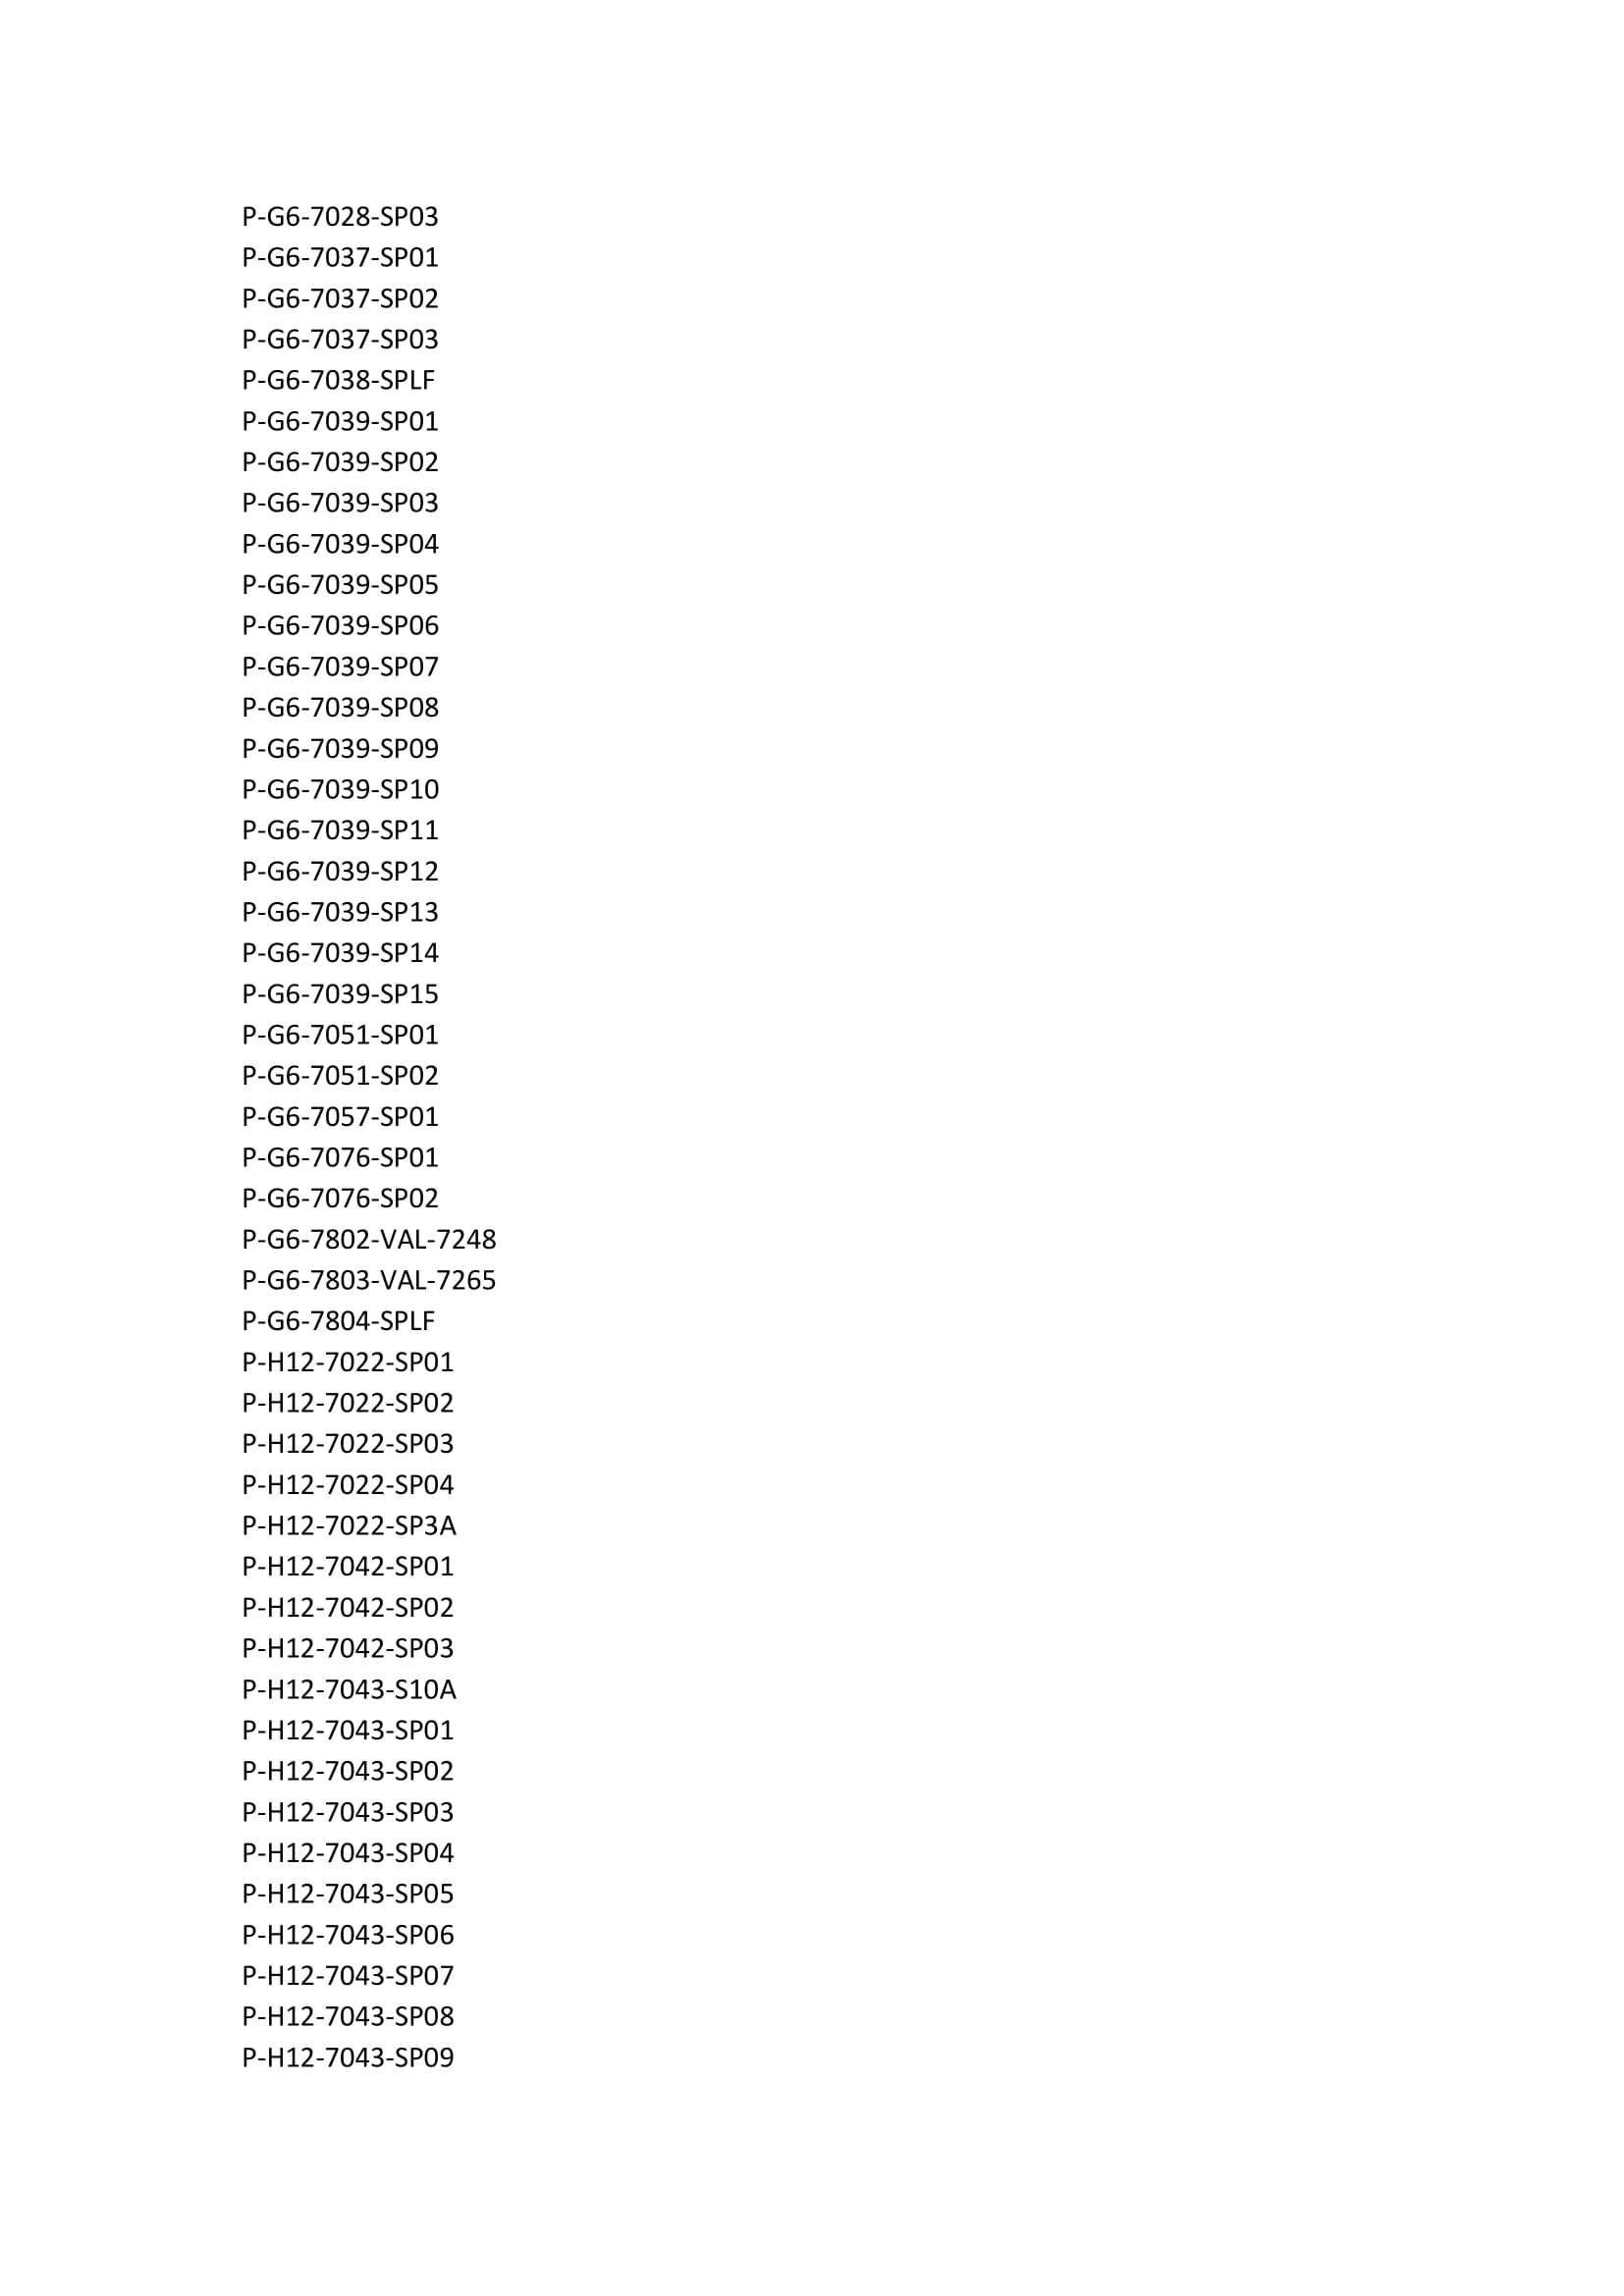 P-G6-7028-SP03
P-G6-7037-SP01
P-G6-7037-SP02
P-G6-7037-SP03
P-G6-7038-SPLF
P-G6-7039-SP01
P-G6-7039-SP02
P-G6-7039-SP03
P-G6-7039-SP04
P-G6-7039-SP05
P-G6-7039-SP06
P-G6-7039-SP07
P-G6-7039-SP08
P-G6-7039-SP09
P-G6-7039-SP10
P-G6-7039-SP11
P-G6-7039-SP12
P-G6-7039-SP13
P-G6-7039-SP14
P-G6-7039-SP15
P-G6-7051-SP01
P-G6-7051-SP02
P-G6-7057-SP01
P-G6-7076-SP01
P-G6-7076-SP02
P-G6-7802-VAL-7248
P-G6-7803-VAL-7265
P-G6-7804-SPLF
P-H12-7022-SP01
P-H12-7022-SP02
P-H12-7022-SP03
P-H12-7022-SP04
P-H12-7022-SP3A
P-H12-7042-SP01
P-H12-7042-SP02
P-H12-7042-SP03
P-H12-7043-S10A
P-H12-7043-SP01
P-H12-7043-SP02
P-H12-7043-SP03
P-H12-7043-SP04
P-H12-7043-SP05
P-H12-7043-SP06
P-H12-7043-SP07
P-H12-7043-SP08
P-H12-7043-SP09